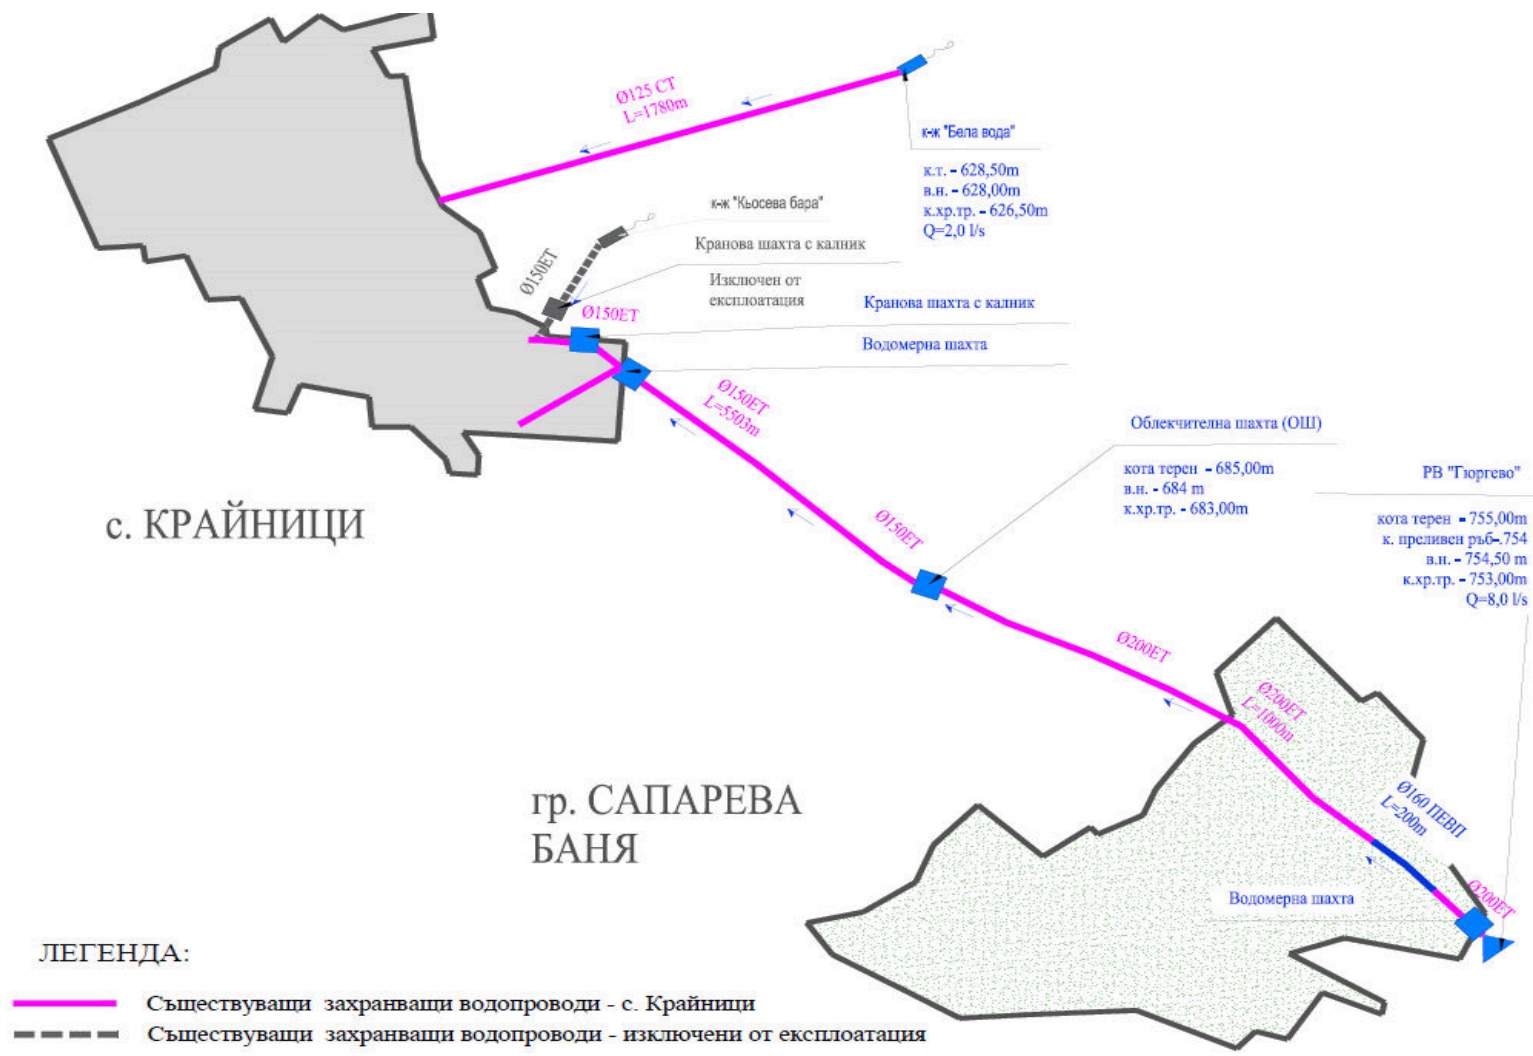 Ø125 СТ
L=1780m
к-ж "Бела вода"
к.т. - 628,50m
в.н. - 628,00m
к.хр.тр. - 626,50m
Q=2,0 l/s
к-ж "Кьосева бара"
Кранова шахта с калник
Ø150ЕТ
Изключен от
експлоатация
Ø150ЕТ
Кранова шахта с калник
Водомерна шахта
Ø150ЕТ
L=5503m
Облекчителна шахта (ОШ)
кота терен - 685,00m
в.н. - 684 m
к.хр.тр. - 683,00m
РВ "Гюргево"
кота терен - 755,00m
к. преливен ръб-.754
в.н. - 754,50 m
к.хр.тр. - 753,00m
Q=8,0 l/s
с. КРАЙНИЦИ
Ø150ЕТ
Ø200ЕТ
Ø200ЕТ
L=1000m
гр. САПАРЕВА
БАНЯ
Ø160 ПЕВП
L=200m
Водомерна шахта
Ø200ЕТ
ЛЕГЕНДА:
Съществуващи захранващи водопроводи - с. Крайници
Съществуващи захранващи водопроводи - изключени от експлоатация